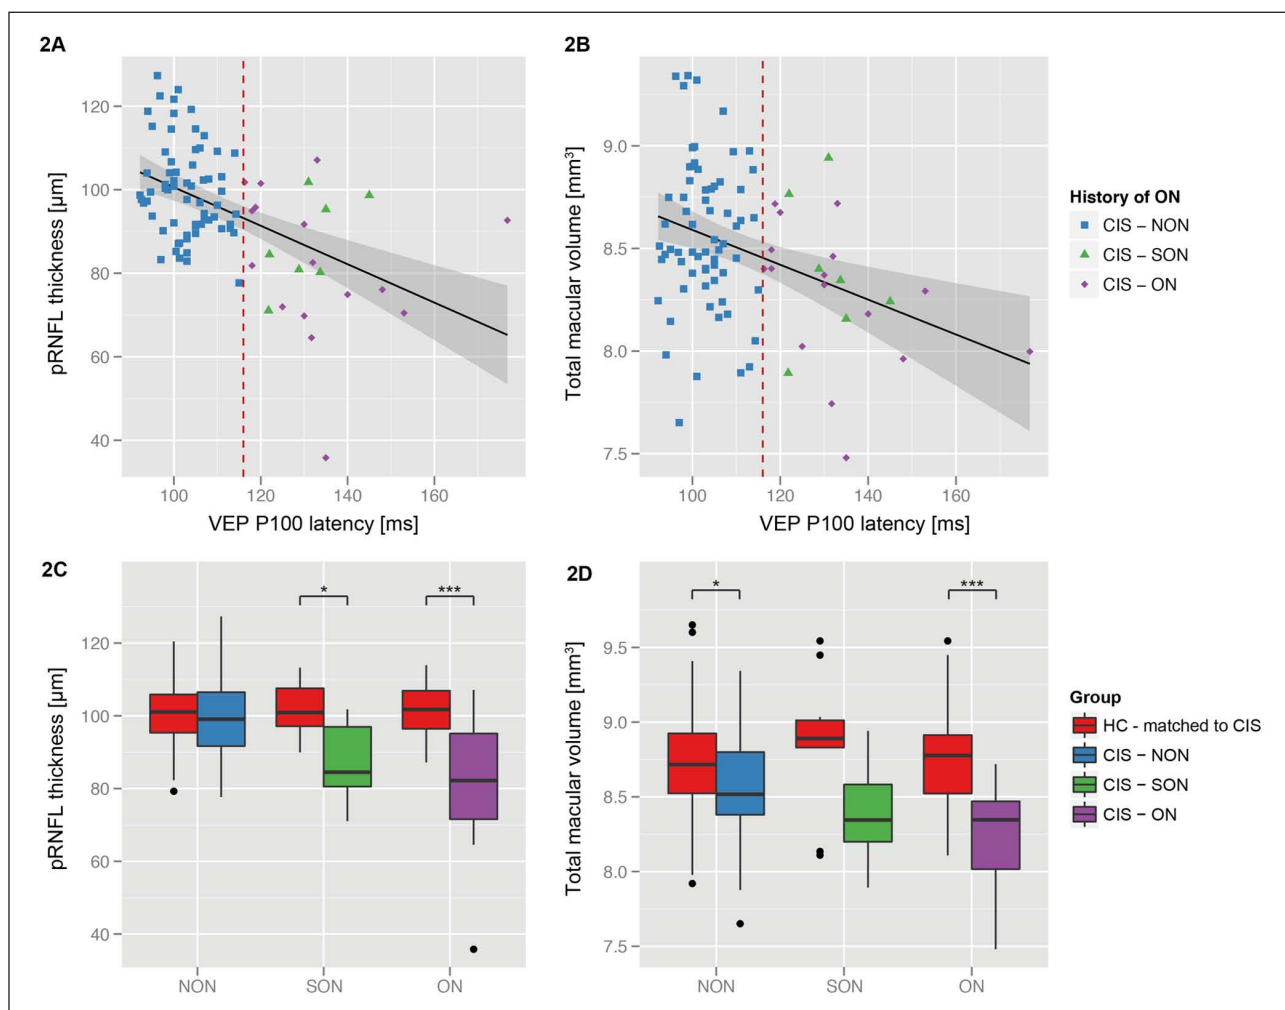 2A
pRNFL thickness [µm]
120
100
80
60
40
100 120 140 160
VEP P100 latency [ms]
2B
Total macular volume [mm³]
9.0
8.5
8.0
7.5
100 120 140 160
VEP P100 latency [ms]
History of ON
CIS – NON
CIS – SON
CIS – ON
2C
pRNFL thickness [µm]
120
100
80
60
40
* ***
NON SON ON
2D
Total macular volume [mm³]
9.5
9.0
8.5
8.0
7.5
* ***
NON SON ON
Group
HC - matched to CIS
CIS – NON
CIS – SON
CIS – ON